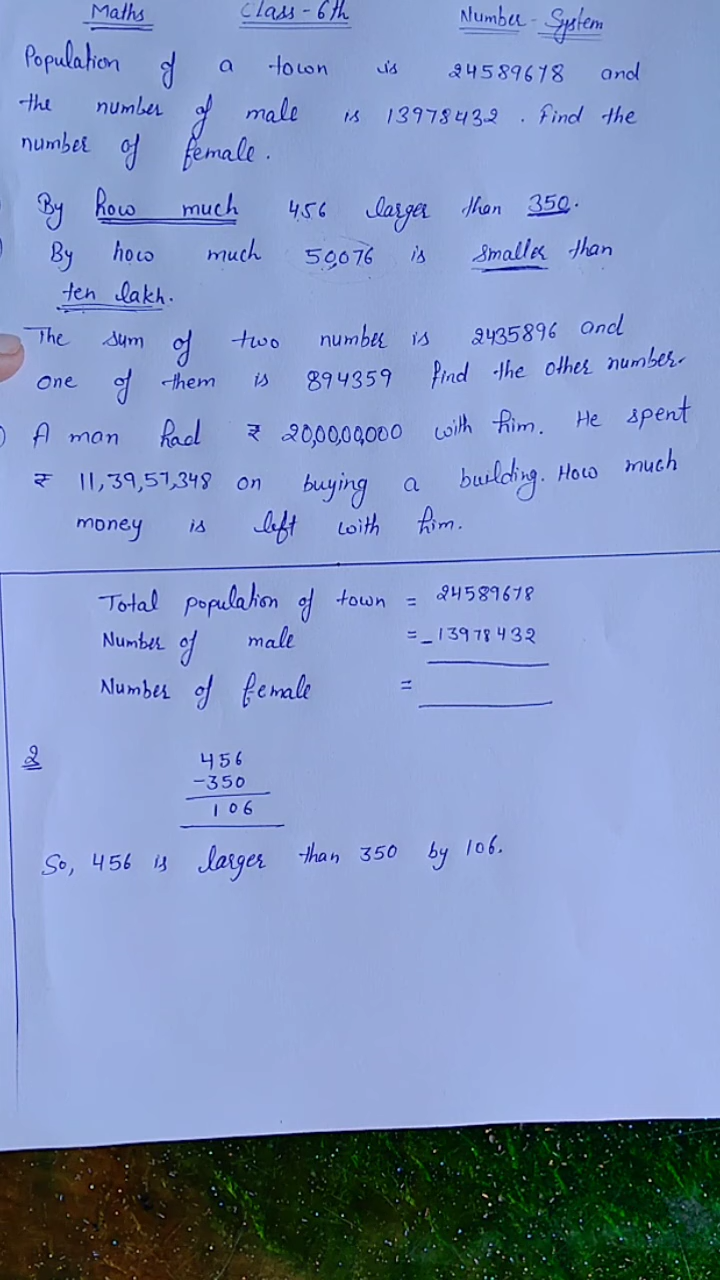 Maths Class-6th Number-System
Population of a town is 24589678 and
the number of male is 13978432. Find the
number of female.
By how much 456 larger than 350.
By how much 50,076 is smaller than
ten lakh.
The sum of two number is 2435896 and
one of them is 894359 find the other number.
A man had ₹ 20,00,00,000 with him. He spent
₹ 11,39,57,348 on buying a building. How much
money is left with him.
Total population of town = 24589678
Number of male = -13978432
Number of female =
2
456
-350
106
So, 456 is larger than 350 by 106.